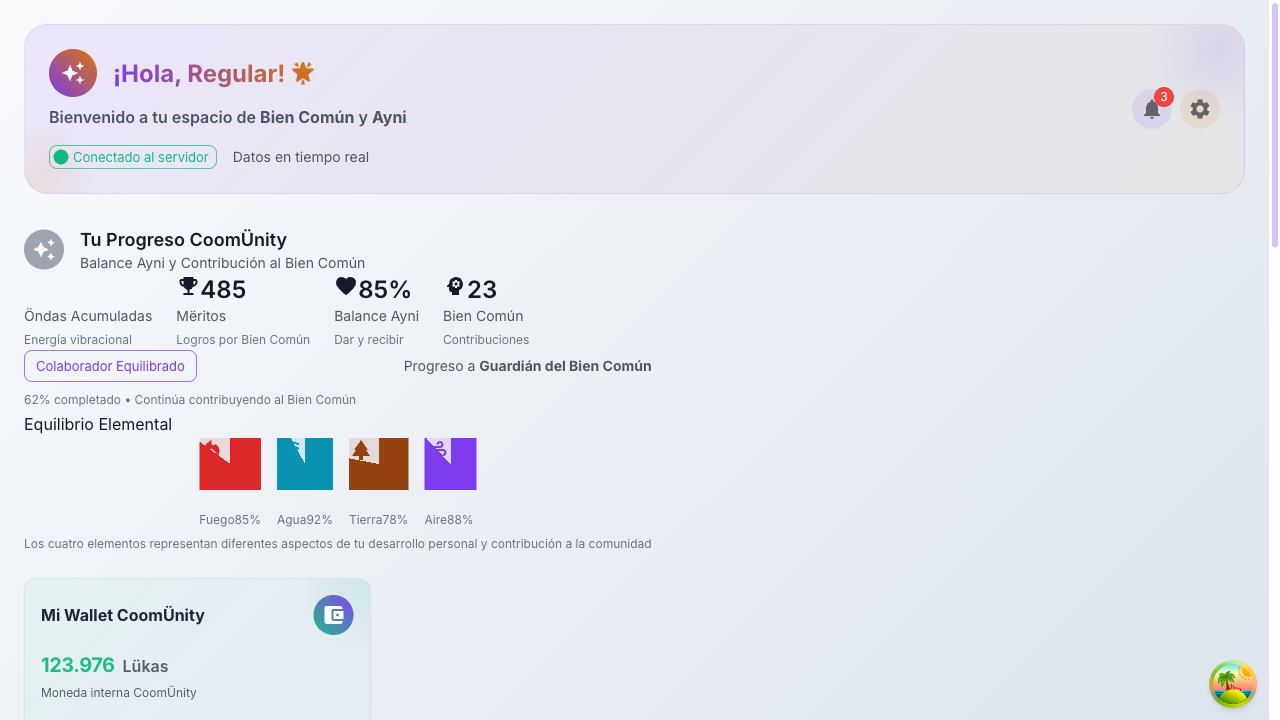 ¡Hola, Regular! 🌟
Bienvenido a tu espacio de Bien Común y Ayni
3
Conectado al servidor Datos en tiempo real
Tu Progreso CoomÜnity
Balance Ayni y Contribución al Bien Común
485 85% 23
Öndas Acumuladas Mëritos Balance Ayni Bien Común
Energía vibracional Logros por Bien Común Dar y recibir Contribuciones
Colaborador Equilibrado Progreso a Guardián del Bien Común
62% completado • Continúa contribuyendo al Bien Común
Equilibrio Elemental
Fuego85% Agua92% Tierra78% Aire88%
Los cuatro elementos representan diferentes aspectos de tu desarrollo personal y contribución a la comunidad
Mi Wallet CoomÜnity
123.976 Lükas
Moneda interna CoomÜnity